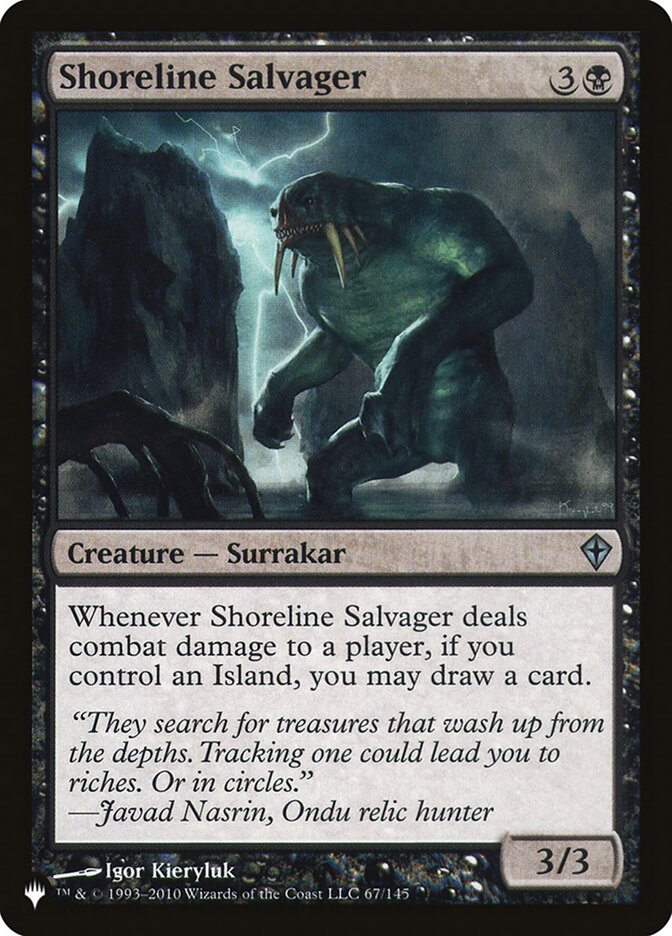 Shoreline Salvager 3
Creature — Surrakar
Whenever Shoreline Salvager deals
combat damage to a player, if you
control an Island, you may draw a card.
“They search for treasures that wash up from
the depths. Tracking one could lead you to
riches. Or in circles.”
—Javad Nasrin, Ondu relic hunter
3/3
Igor Kieryluk
™ & © 1993–2010 Wizards of the Coast LLC 67/145